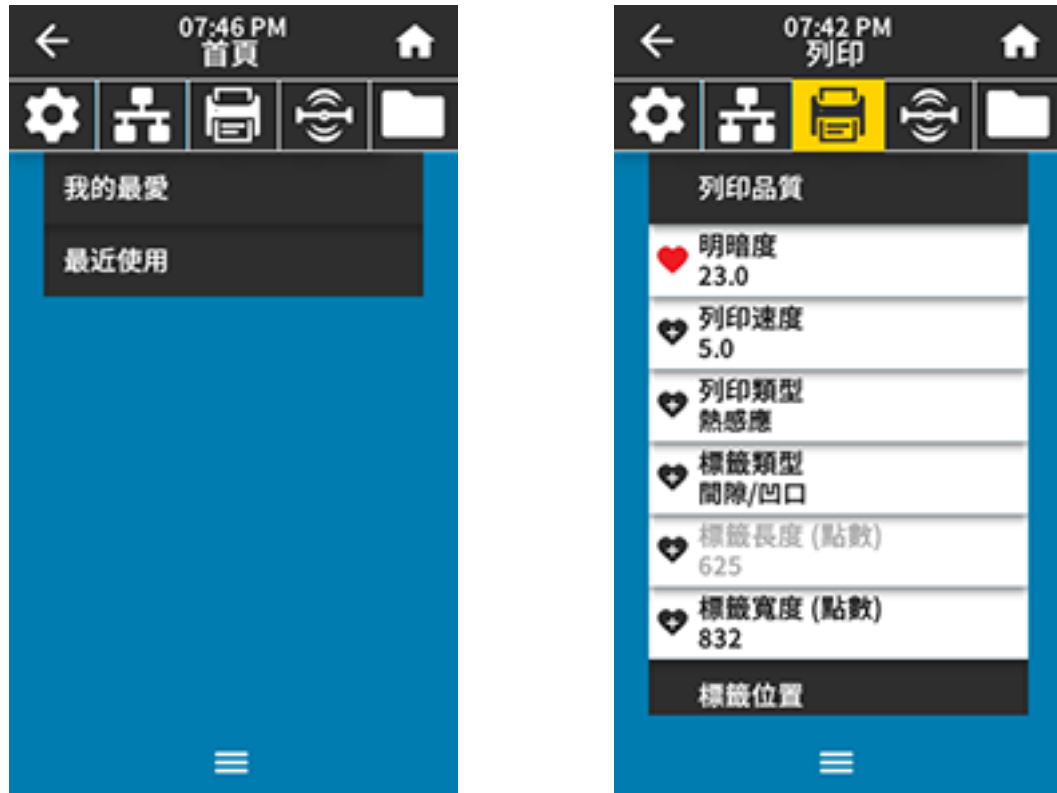 07:46 PM
首頁
我的最愛
最近使用
07:42 PM
列印
列印品質
明暗度
23.0
列印速度
5.0
列印類型
熱感應
標籤類型
間隙/凹口
標籤長度 (點數)
625
標籤寬度 (點數)
832
標籤位置